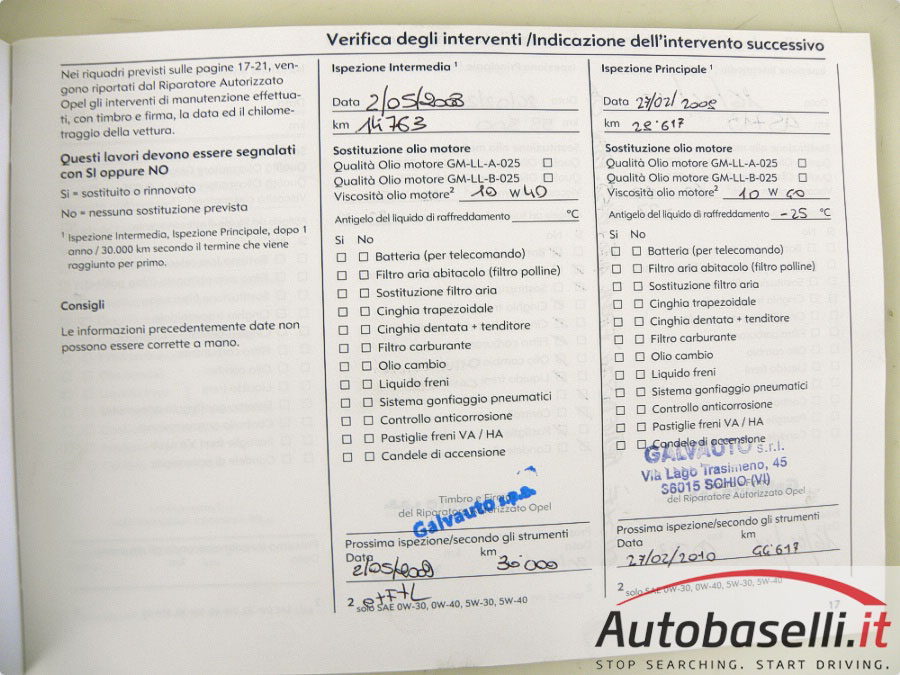 Verifica degli interventi /Indicazione dell'intervento successivo
Nei riquadri previsti sulle pagine 17-21, ven-
gono riportati dal Riparatore Autorizzato
Opel gli interventi di manutenzione effettua-
ti, con timbro e firma, la data ed il chilome-
traggio della vettura.
Questi lavori devono essere segnalati
con SI oppure NO
Si = sostituito o rinnovato
No = nessuna sostituzione prevista
1 Ispezione Intermedia, Ispezione Principale, dopo 1
anno / 30.000 km secondo il termine che viene
raggiunto per primo.
Consigli
Le informazioni precedentemente date non
possono essere corrette a mano.
Ispezione Intermedia 1
Data 2/05/2008
km 14763
Sostituzione olio motore
Qualità Olio motore GM-LL-A-025
Qualità Olio motore GM-LL-B-025
Viscosità olio motore2 10 W 40
Antigelo del liquido di raffreddamento °C
Si No
Batteria (per telecomando)
Filtro aria abitacolo (filtro polline)
Sostituzione filtro aria
Cinghia trapezoidale
Cinghia dentata + tenditore
Filtro carburante
Olio cambio
Liquido freni
Sistema gonfiaggio pneumatici
Controllo anticorrosione
Pastiglie freni VA / HA
Candele di accensione
Timbro e Firma
del Riparatore Autorizzato Opel
Galvauto s.p.a.
Prossima ispezione/secondo gli strumenti
Data km
2/05/2009 30.000
2 solo SAE 0W-30, 0W-40, 5W-30, 5W-40
Ispezione Principale 1
Data 27/02/2009
km 28.617
Sostituzione olio motore
Qualità Olio motore GM-LL-A-025
Qualità Olio motore GM-LL-B-025
Viscosità olio motore2 10 W 40
Antigelo del liquido di raffreddamento -25 °C
Si No
Batteria (per telecomando)
Filtro aria abitacolo (filtro polline)
Sostituzione filtro aria
Cinghia trapezoidale
Cinghia dentata + tenditore
Filtro carburante
Olio cambio
Liquido freni
Sistema gonfiaggio pneumatici
Controllo anticorrosione
Pastiglie freni VA / HA
Candele di accensione
GALVAUTO s.r.l.
Via Lago Trasimeno, 45
36015 SCHIO (VI)
del Riparatore Autorizzato Opel
Prossima ispezione/secondo gli strumenti
Data km
27/02/2010
2 solo SAE 0W-30, 0W-40, 5W-30, 5W-40
17
Autobaselli.it
STOP SEARCHING. START DRIVING.